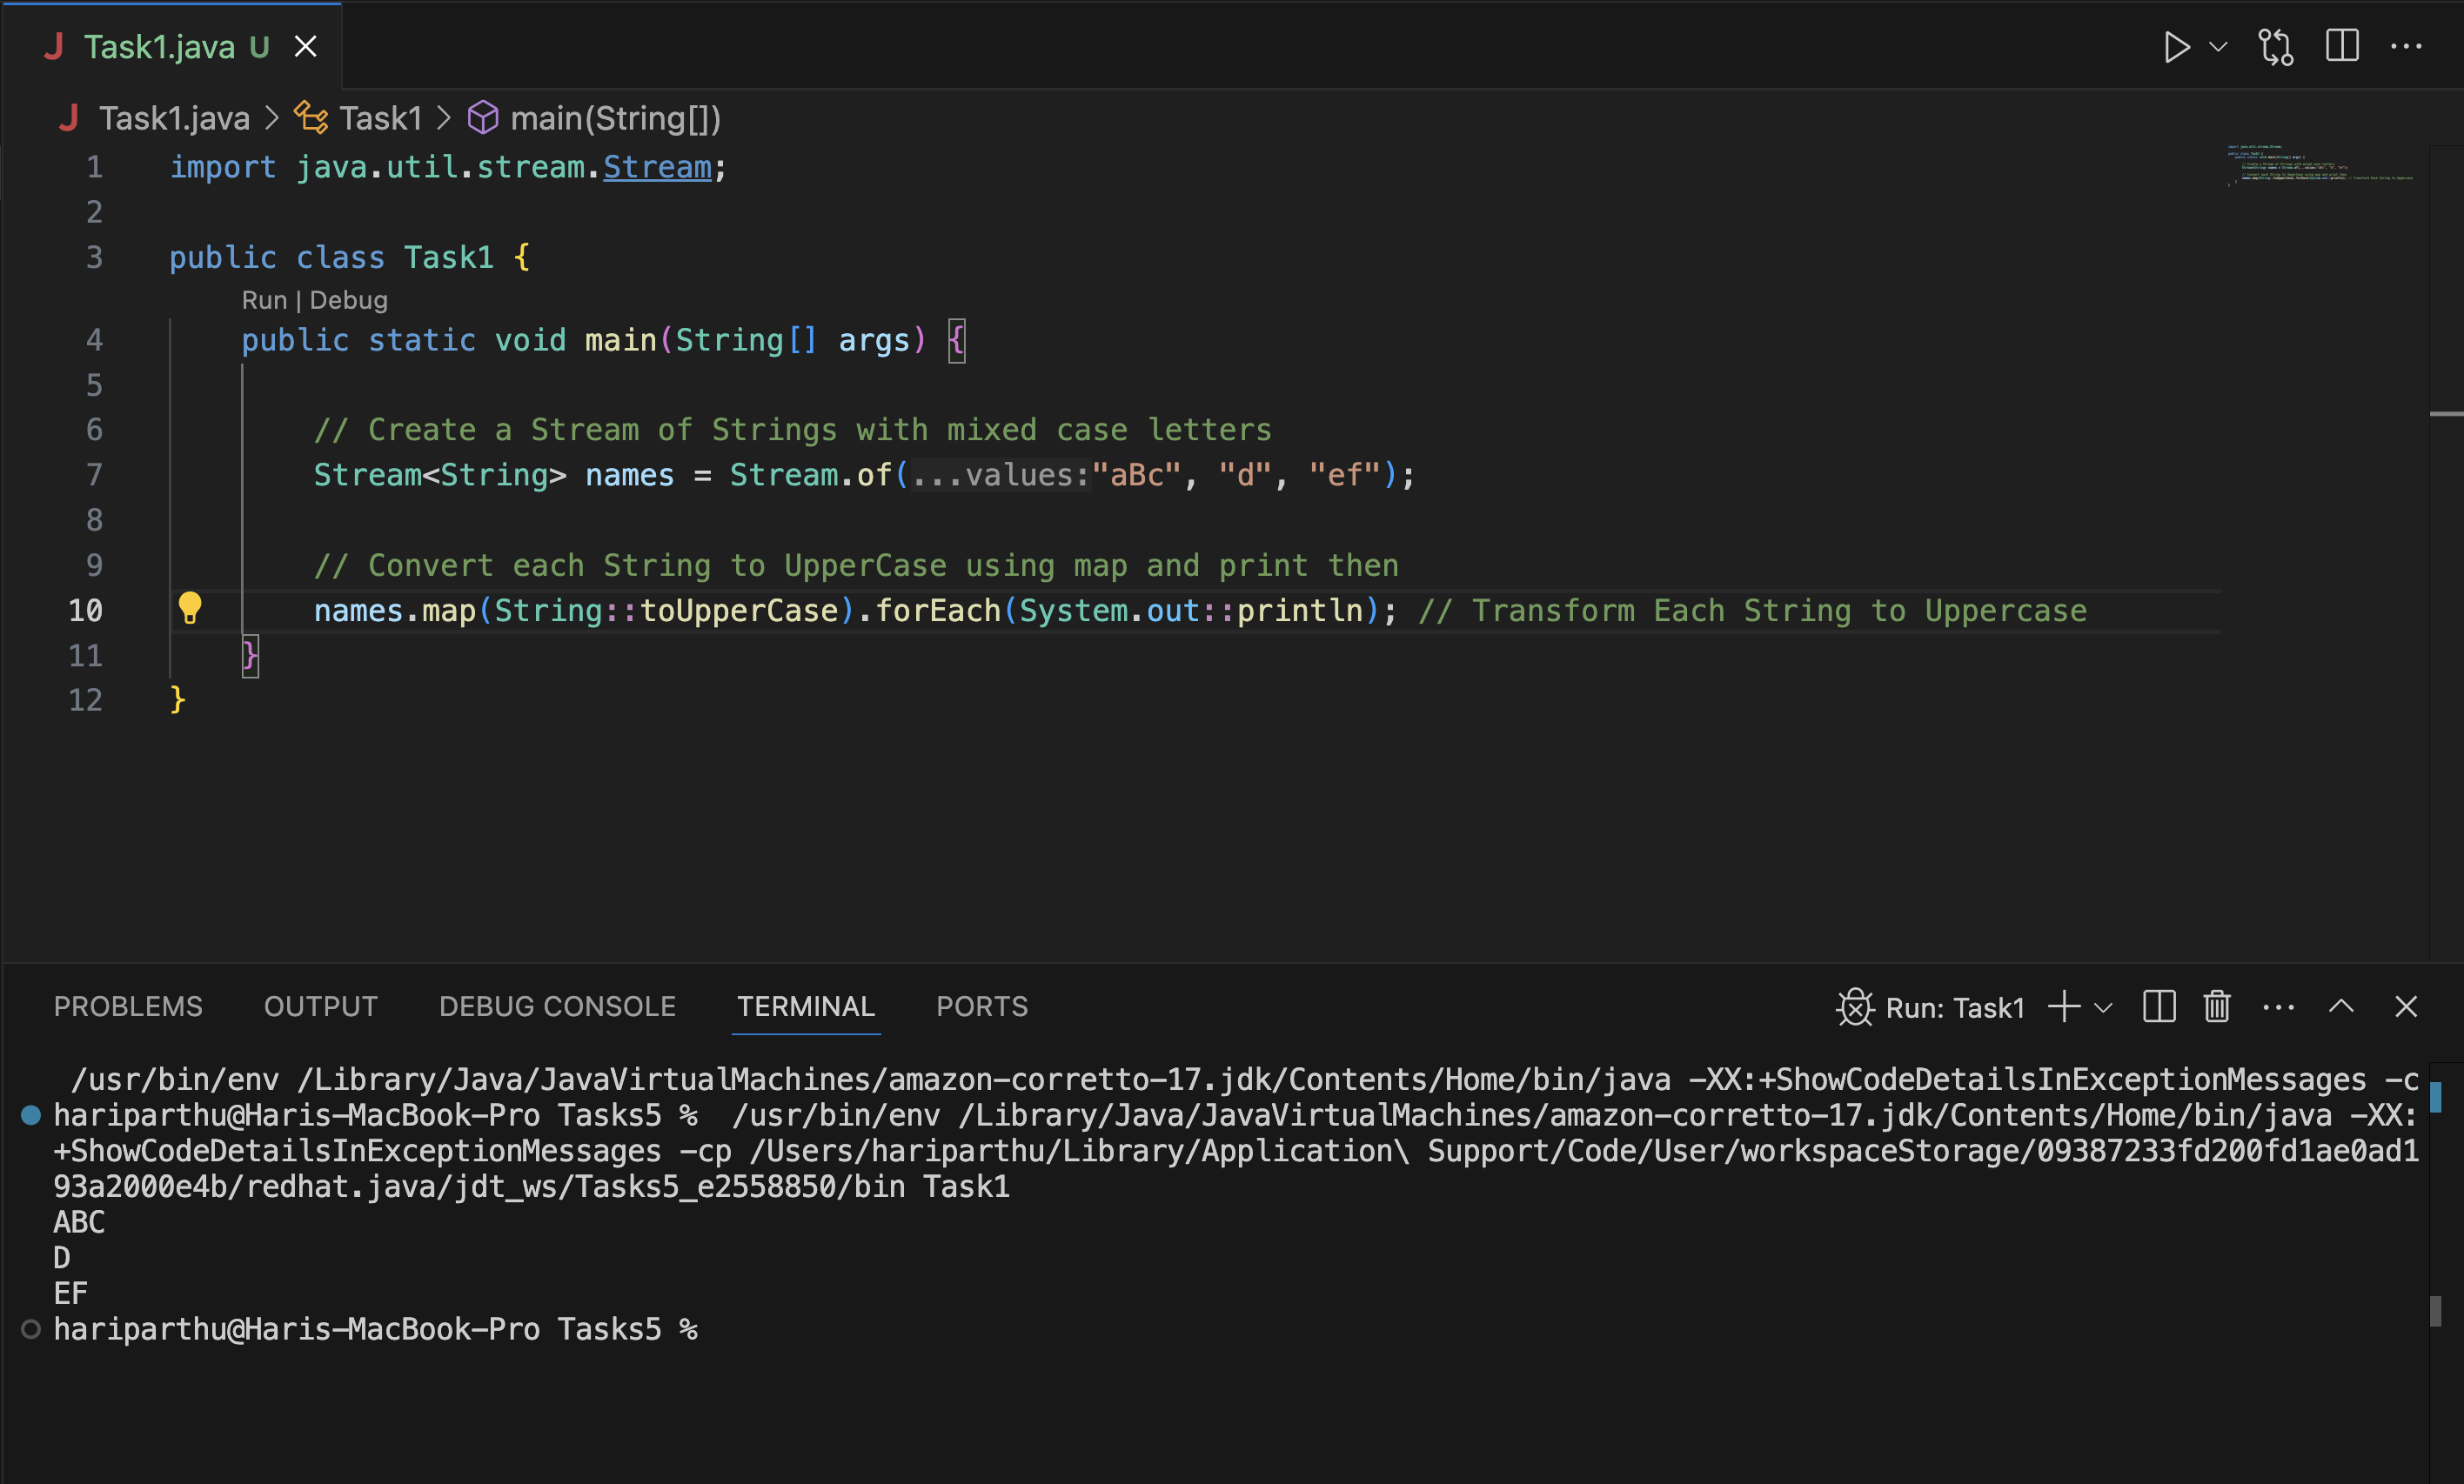 Task1.java U
Task1.java > Task1 > main(String[])
1 import java.util.stream.Stream;
2
3 public class Task1 {
Run | Debug
4 public static void main(String[] args) {
5
6 // Create a Stream of Strings with mixed case letters
7 Stream<String> names = Stream.of(...values:"aBc", "d", "ef");
8
9 // Convert each String to UpperCase using map and print then
10 names.map(String::toUpperCase).forEach(System.out::println); // Transform Each String to Uppercase
11 }
12 }
PROBLEMS OUTPUT DEBUG CONSOLE TERMINAL PORTS Run: Task1
/usr/bin/env /Library/Java/JavaVirtualMachines/amazon-corretto-17.jdk/Contents/Home/bin/java -XX:+ShowCodeDetailsInExceptionMessages -c
hariparthu@Haris-MacBook-Pro Tasks5 %  /usr/bin/env /Library/Java/JavaVirtualMachines/amazon-corretto-17.jdk/Contents/Home/bin/java -XX:
+ShowCodeDetailsInExceptionMessages -cp /Users/hariparthu/Library/Application\ Support/Code/User/workspaceStorage/09387233fd200fd1ae0ad1
93a2000e4b/redhat.java/jdt_ws/Tasks5_e2558850/bin Task1
ABC
D
EF
hariparthu@Haris-MacBook-Pro Tasks5 %